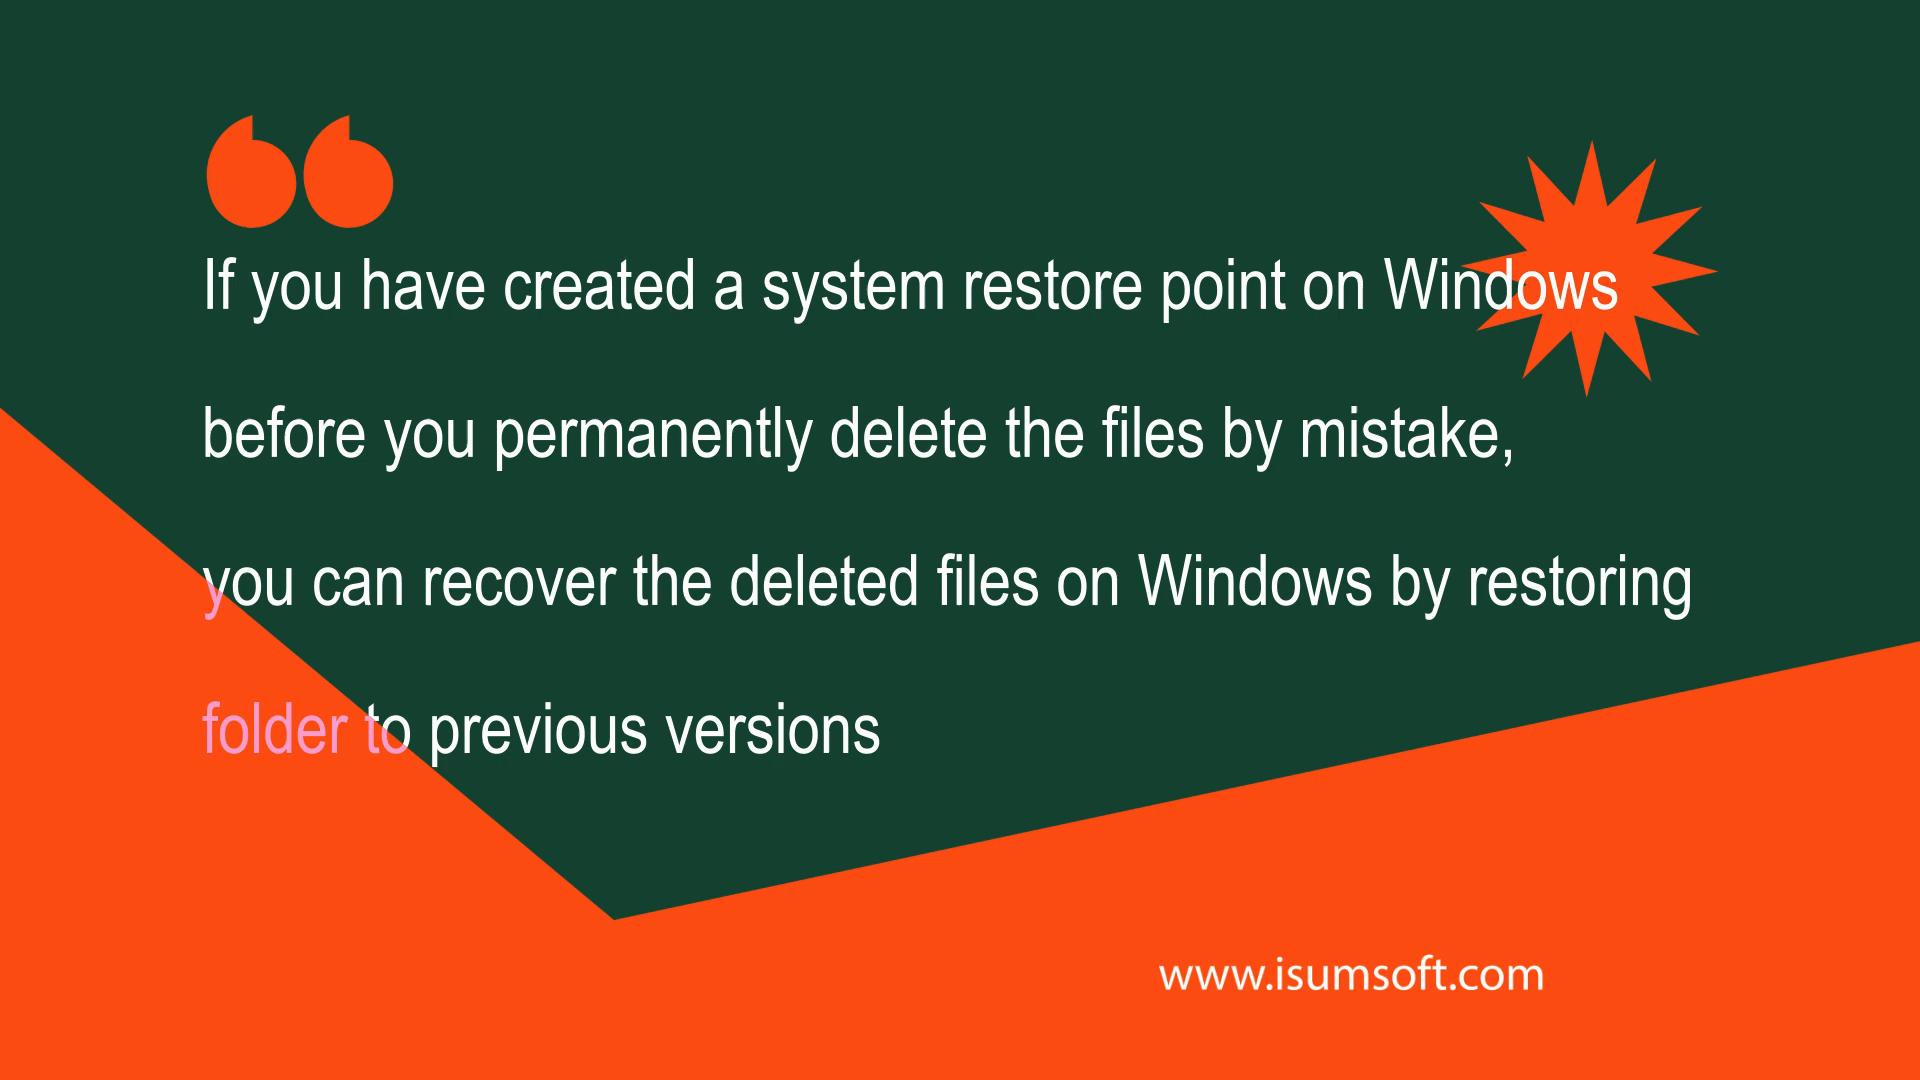 If you have created a system restore point on Windows
before you permanently delete the files by mistake,
you can recover the deleted files on Windows by restoring
folder to previous versions
www.isumsoft.com